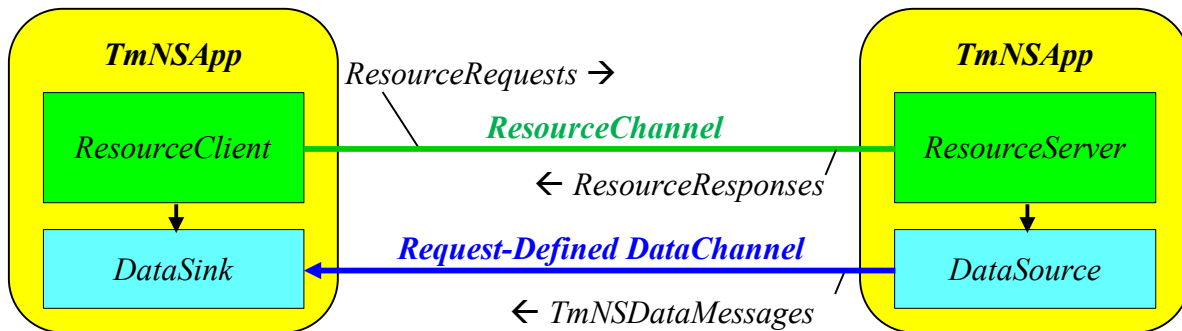 TmNSApp
TmNSApp
ResourceRequests →
ResourceClient
ResourceChannel
ResourceServer
← ResourceResponses
DataSink
Request-Defined DataChannel
DataSource
← TmNSDataMessages